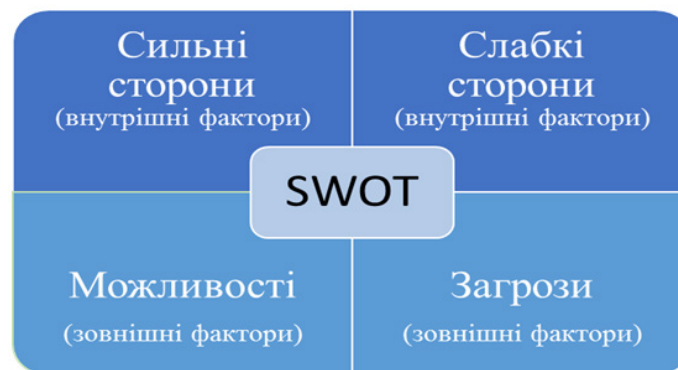 Сильні
сторони
(внутрішні фактори)
Слабкі
сторони
(внутрішні фактори)
SWOT
Можливості
(зовнішні фактори)
Загрози
(зовнішні фактори)